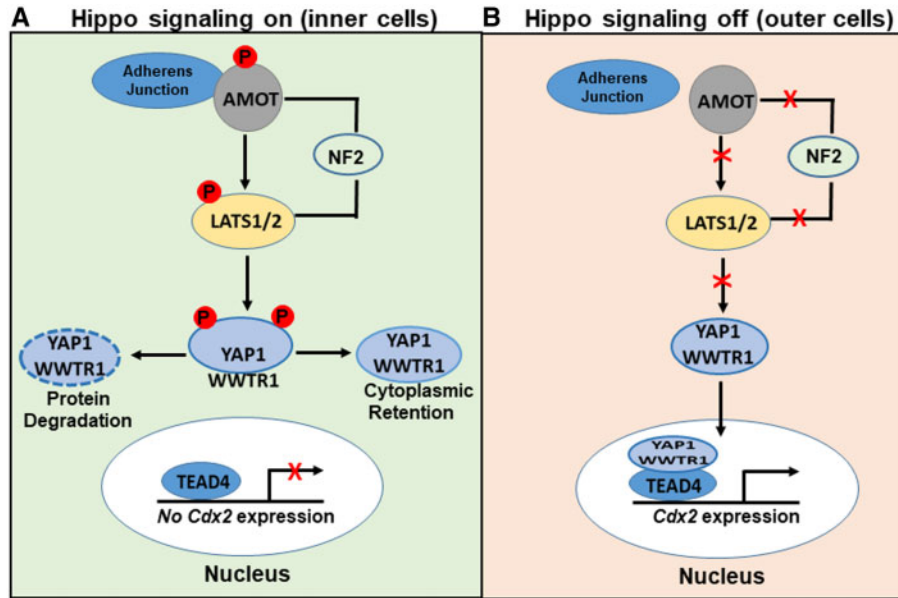 A
Hippo signaling on (inner cells)
P
Adherens
Junction
AMOT
NF2
P
LATS1/2
P
P
YAP1
WWTR1
YAP1
WWTR1
Protein
Degradation
YAP1
WWTR1
Cytoplasmic
Retention
TEAD4
X
No Cdx2 expression
Nucleus
B
Hippo signaling off (outer cells)
Adherens
Junction
AMOT
X
X
NF2
LATS1/2
X
X
YAP1
WWTR1
YAP1
WWTR1
TEAD4
Cdx2 expression
Nucleus